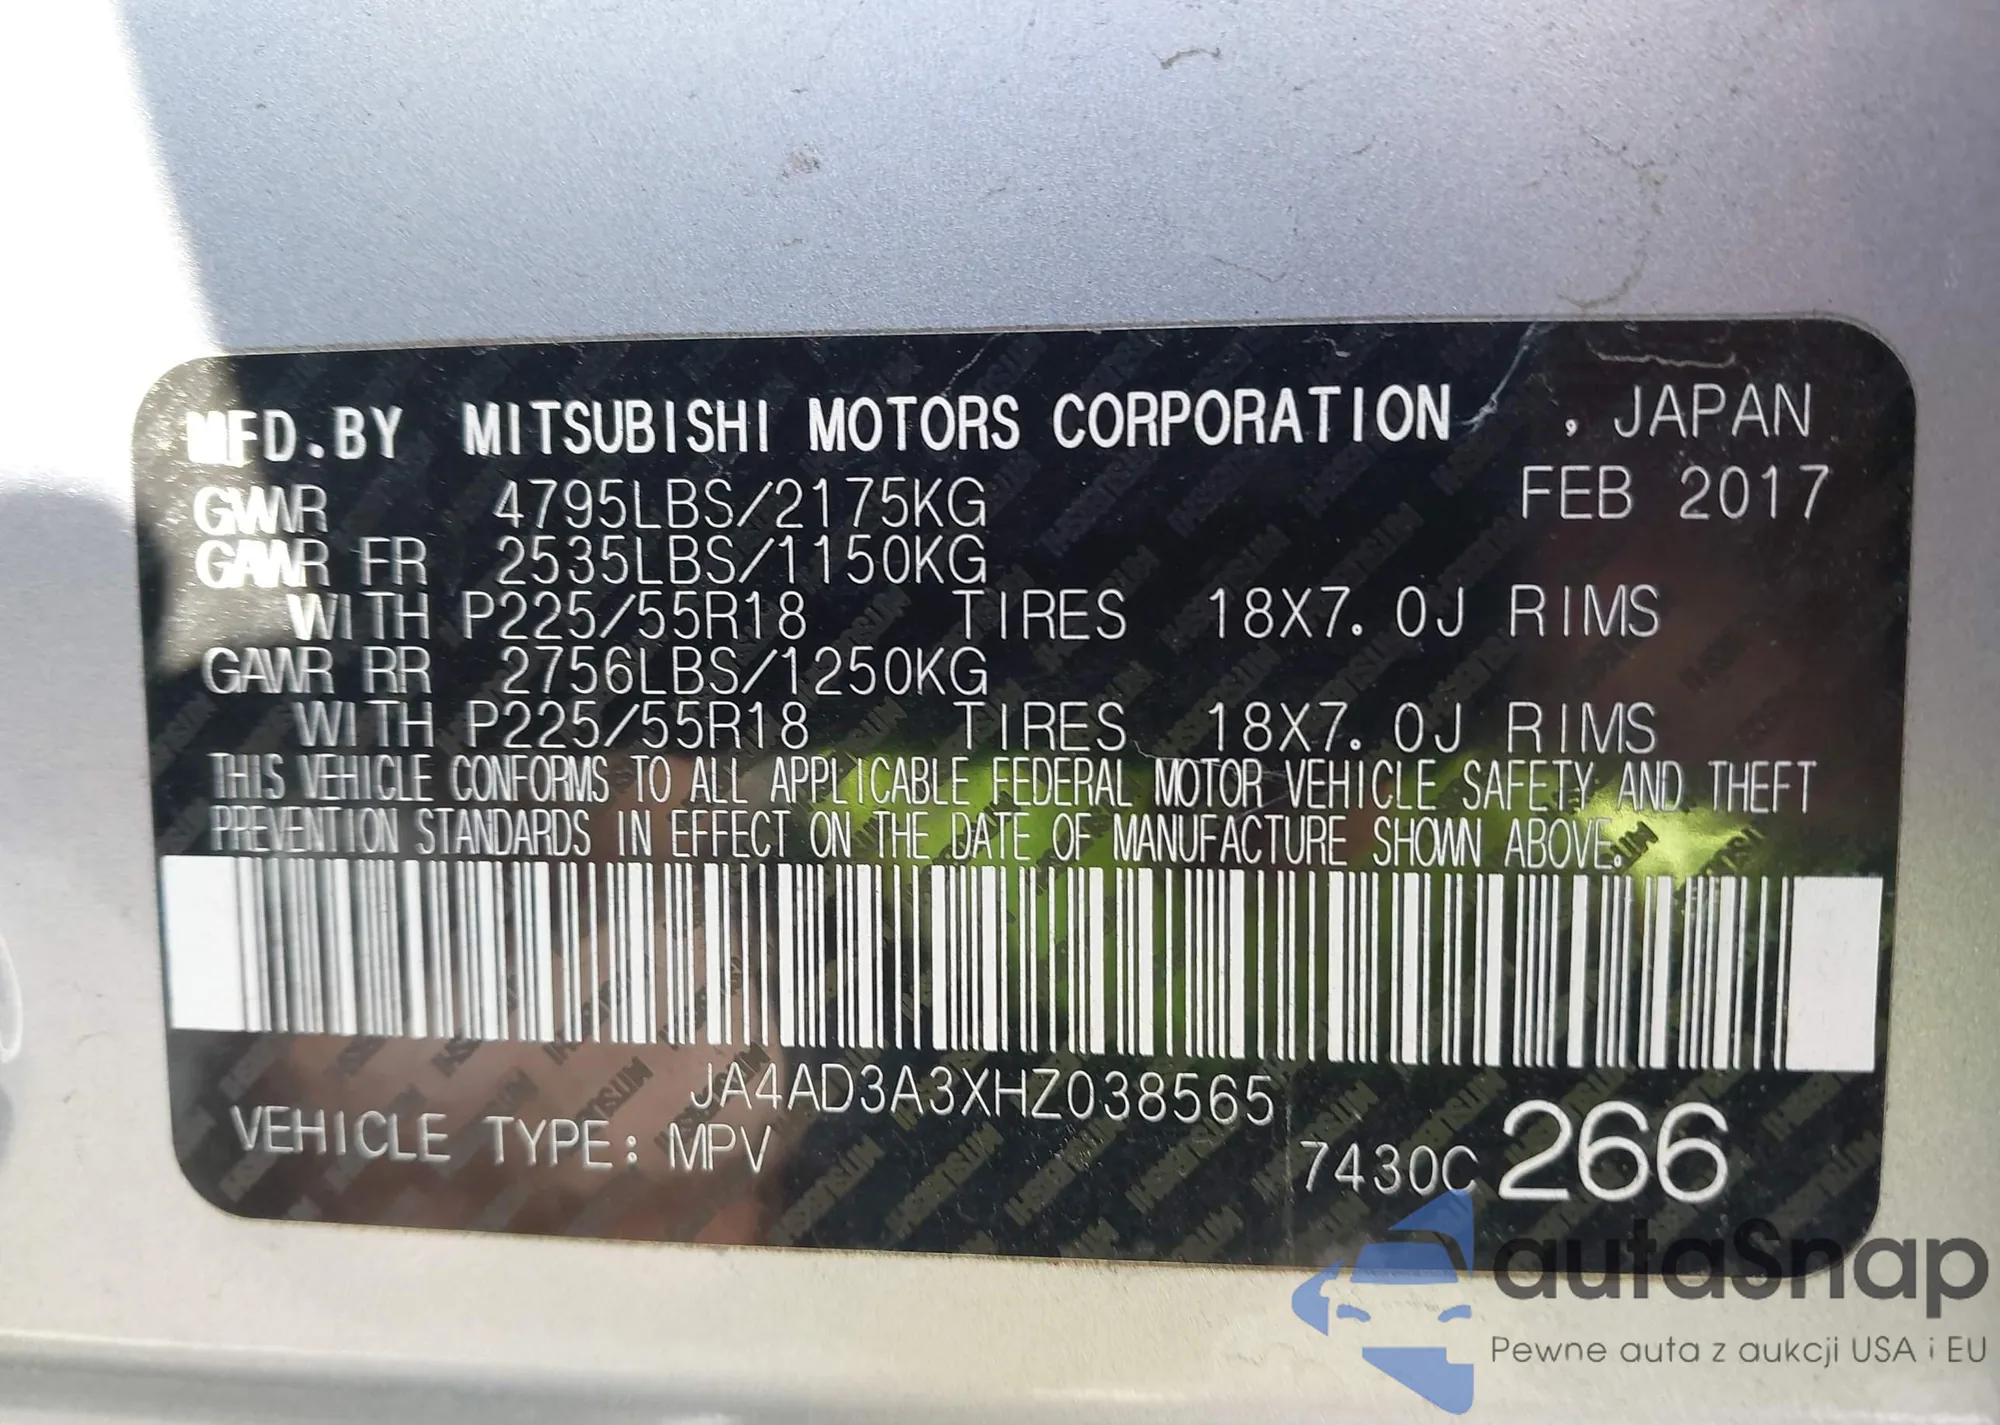 MFD.BY MITSUBISHI MOTORS CORPORATION , JAPAN
GVWR 4795LBS/2175KG FEB 2017
GAWR FR 2535LBS/1150KG
WITH P225/55R18 TIRES 18X7.0J RIMS
GAWR RR 2756LBS/1250KG
WITH P225/55R18 TIRES 18X7.0J RIMS
THIS VEHICLE CONFORMS TO ALL APPLICABLE FEDERAL MOTOR VEHICLE SAFETY AND THEFT
PREVENTION STANDARDS IN EFFECT ON THE DATE OF MANUFACTURE SHOWN ABOVE.
JA4AD3A3XHZ038565
VEHICLE TYPE: MPV 7430C 266
autaSnap
Pewne auta z aukcji USA i EU